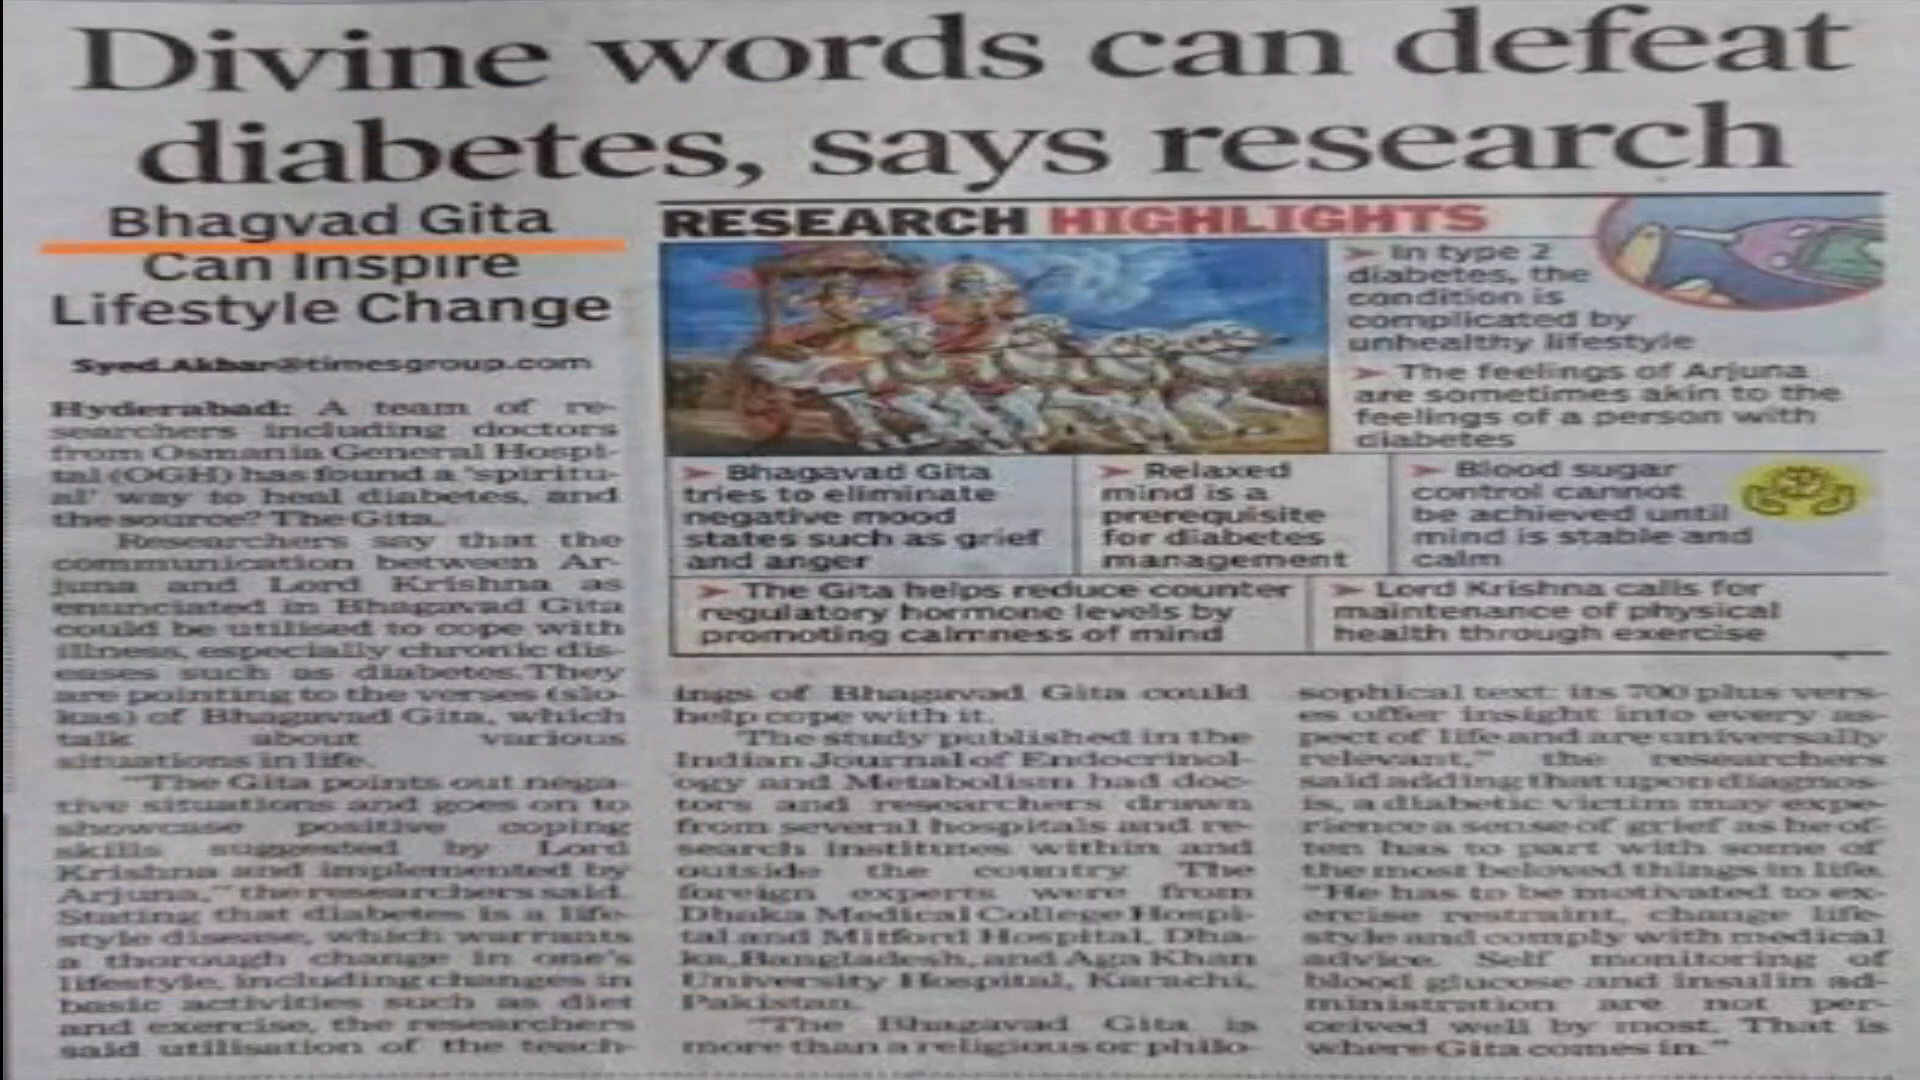 Divine words can defeat
diabetes, says research
Bhagvad Gita
Can Inspire
Lifestyle Change
Syed.Akbar@timesgroup.com
Hyderabad: A team of re-
searchers including doctors
from Osmania General Hospi-
tal (OGH) has found a 'spiritu-
al' way to heal diabetes, and
the source? The Gita.
Researchers say that the
communication between Ar-
juna and Lord Krishna as
enunciated in Bhagavad Gita
could be utilised to cope with
illness, especially chronic dis-
eases such as diabetes. They
are pointing to the verses (slo-
kas) of Bhagavad Gita, which
talk about various
situations in life.
"The Gita points out nega-
tive situations and goes on to
showcase positive coping
skills suggested by Lord
Krishna and implemented by
Arjuna," the researchers said.
Stating that diabetes is a life-
style disease, which warrants
a thorough change in one's
lifestyle, including changes in
basic activities such as diet
and exercise, the researchers
said utilisation of the teach-
RESEARCH HIGHLIGHTS
➤ In type 2
diabetes, the
condition is
complicated by
unhealthy lifestyle
➤ The feelings of Arjuna
are sometimes akin to the
feelings of a person with
diabetes
➤ Bhagavad Gita
tries to eliminate
negative mood
states such as grief
and anger
➤ Relaxed
mind is a
prerequisite
for diabetes
management
➤ Blood sugar
control cannot
be achieved until
mind is stable and
calm
➤ The Gita helps reduce counter
regulatory hormone levels by
promoting calmness of mind
➤ Lord Krishna calls for
maintenance of physical
health through exercise
ings of Bhagavad Gita could
help cope with it.
The study published in the
Indian Journal of Endocrinol-
ogy and Metabolism had doc-
tors and researchers drawn
from several hospitals and re-
search institutes within and
outside the country. The
foreign experts were from
Dhaka Medical College Hospi-
tal and Mitford Hospital, Dha-
ka, Bangladesh, and Aga Khan
University Hospital, Karachi,
Pakistan.
"The Bhagavad Gita is
more than a religious or philo-
sophical text: its 700 plus vers-
es offer insight into every as-
pect of life and are universally
relevant," the researchers
said adding that upon diagnos-
is, a diabetic victim may expe-
rience a sense of grief as he of-
ten has to part with some of
the most beloved things in life.
"He has to be motivated to ex-
ercise restraint, change life-
style and comply with medical
advice. Self monitoring of
blood glucose and insulin ad-
ministration are not per-
ceived well by most. That is
where Gita comes in."